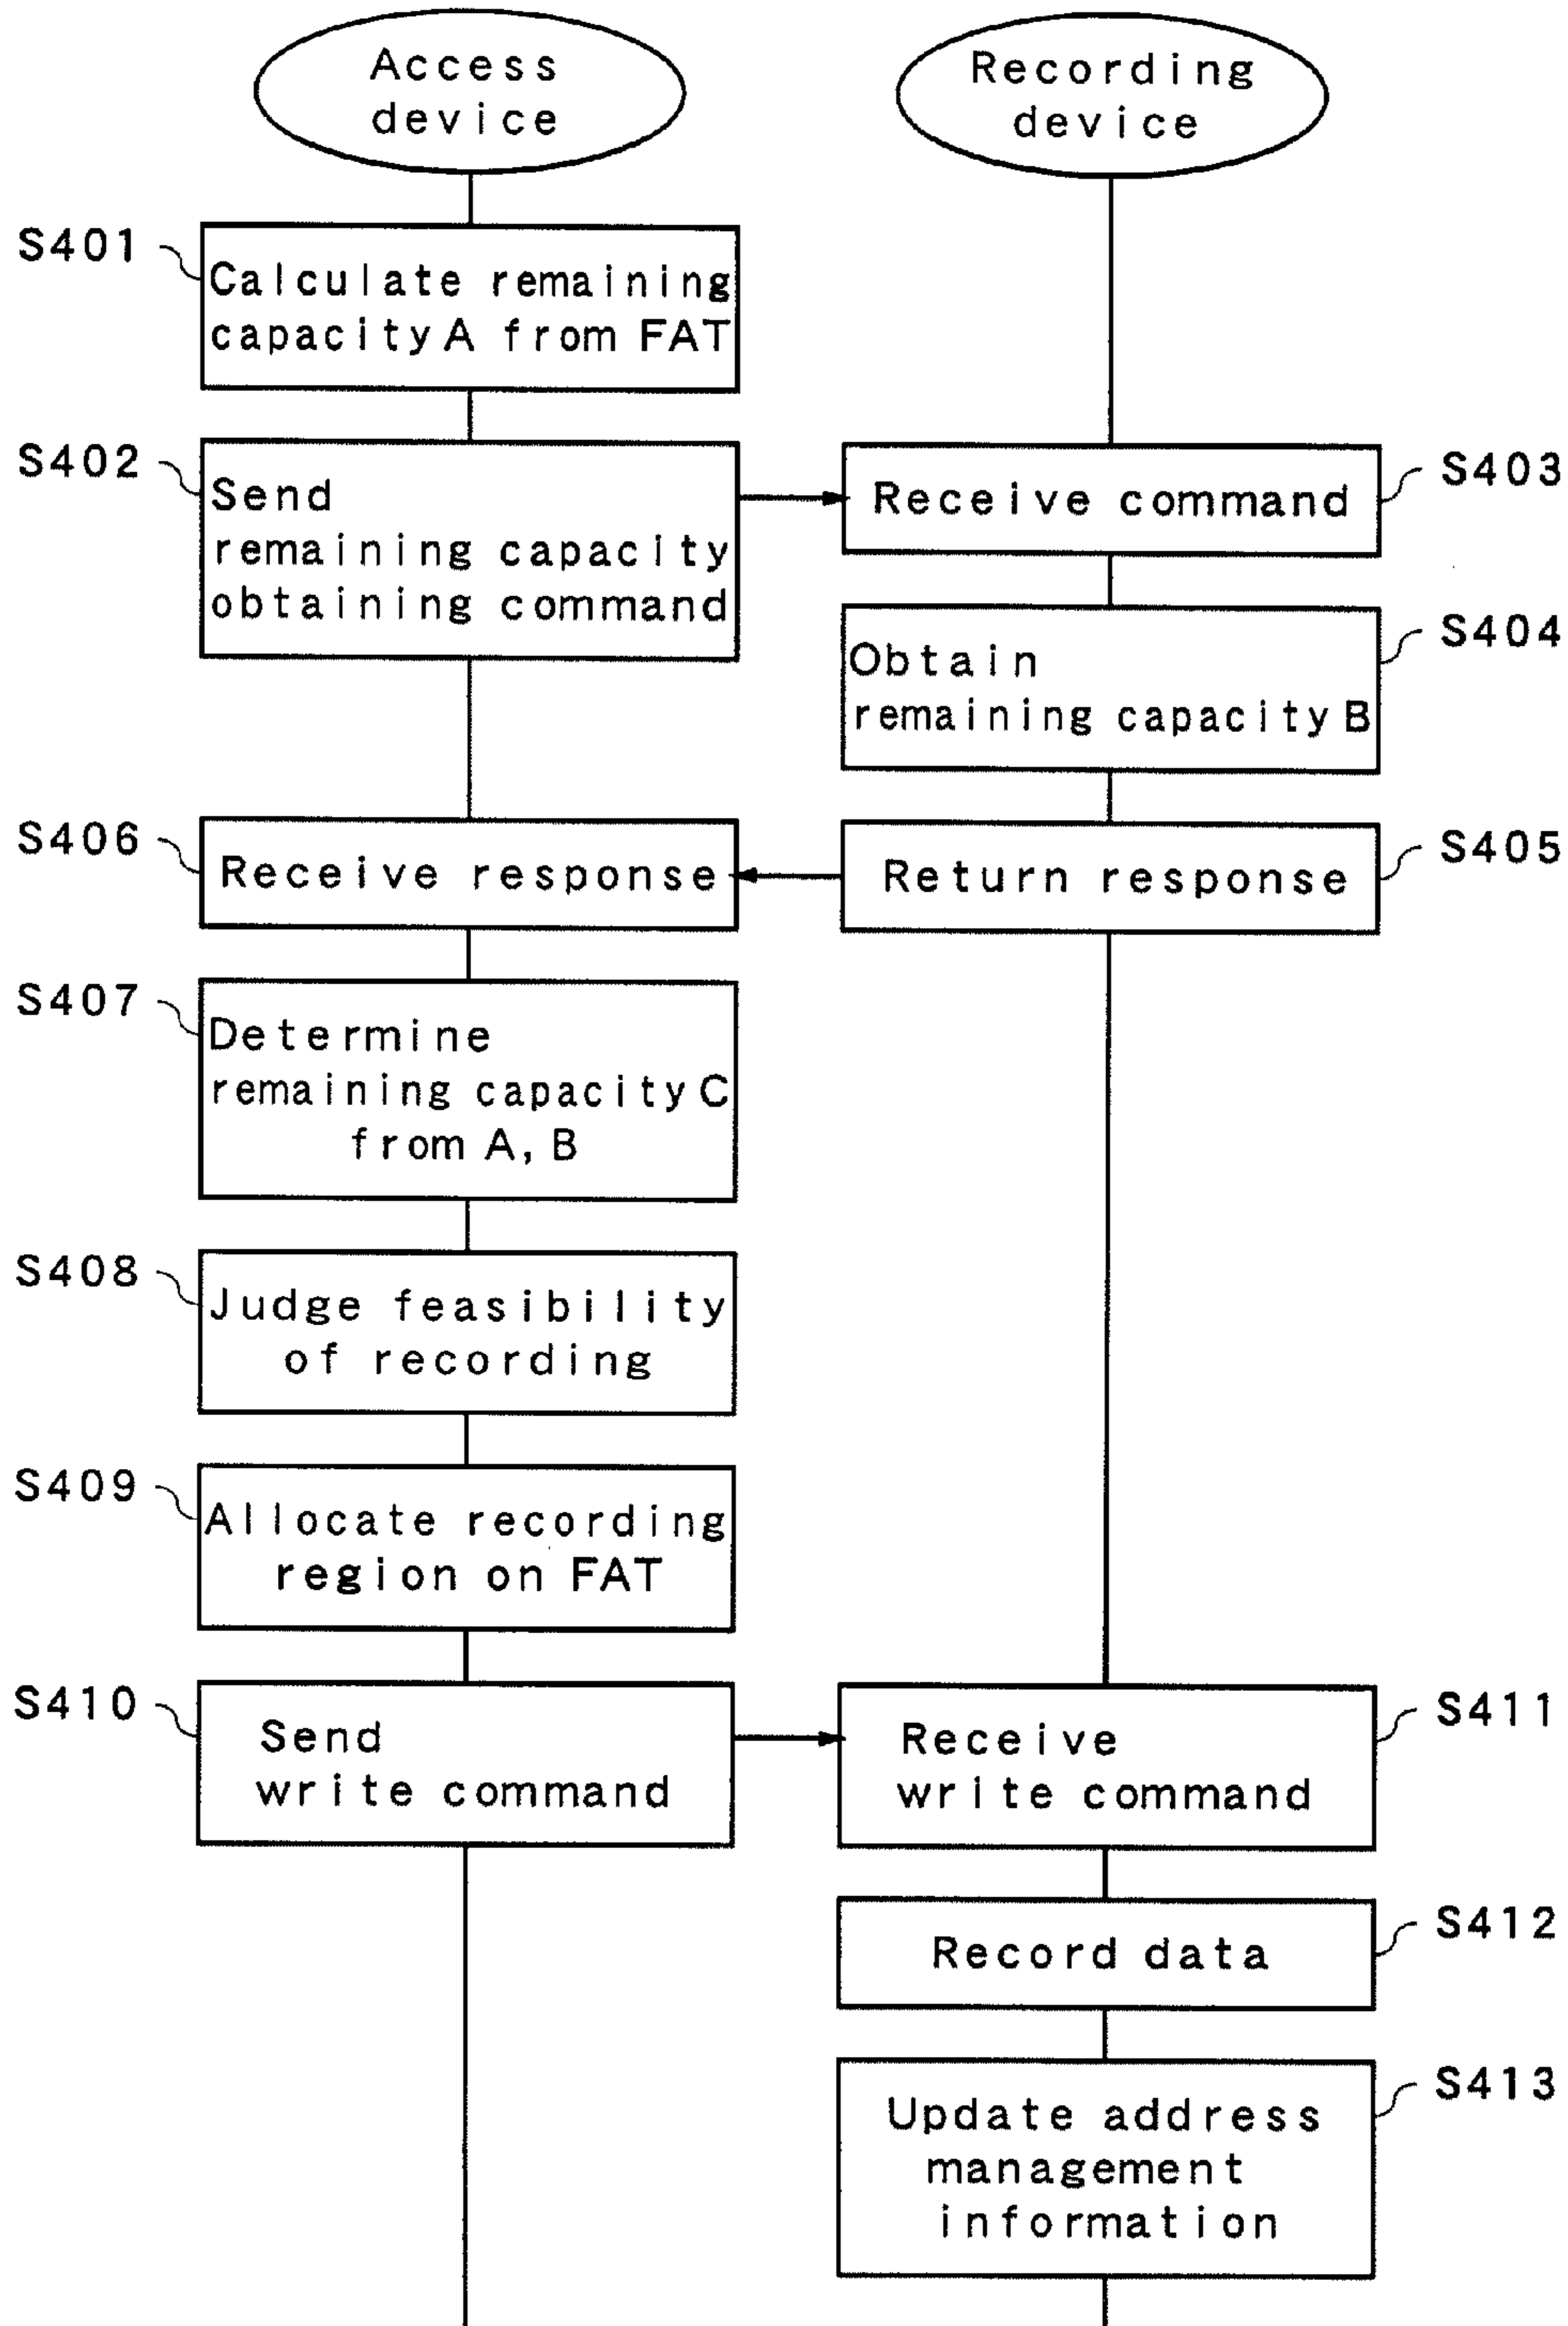 Access
device
Recording
device
S401
Calculate remaining
capacity A from FAT
S402
Send
remaining capacity
obtaining command
Receive command
S403
Obtain
remaining capacity B
S404
S406
Receive response
Return response
S405
S407
Determine
remaining capacity C
from A, B
S408
Judge feasibility
of recording
S409
Allocate recording
region on FAT
S410
Send
write command
Receive
write command
S411
Record data
S412
Update address
management
information
S413